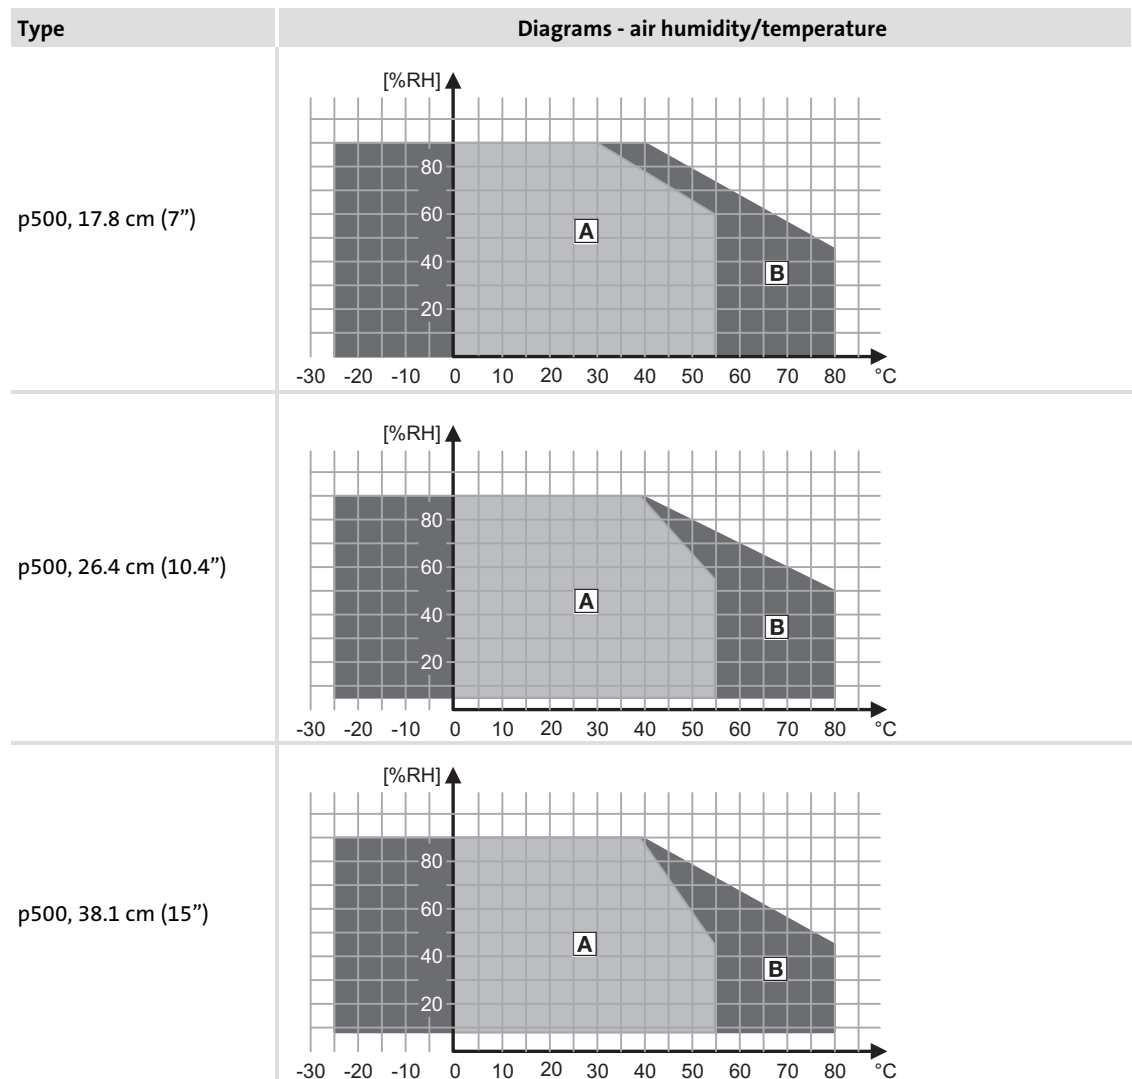 Type Diagrams - air humidity/temperature
p500, 17.8 cm (7”)
[%RH]
80
60
40
20
A
B
-30 -20 -10 0 10 20 30 40 50 60 70 80 °C
p500, 26.4 cm (10.4”)
[%RH]
80
60
40
20
A
B
-30 -20 -10 0 10 20 30 40 50 60 70 80 °C
p500, 38.1 cm (15”)
[%RH]
80
60
40
20
A
B
-30 -20 -10 0 10 20 30 40 50 60 70 80 °C